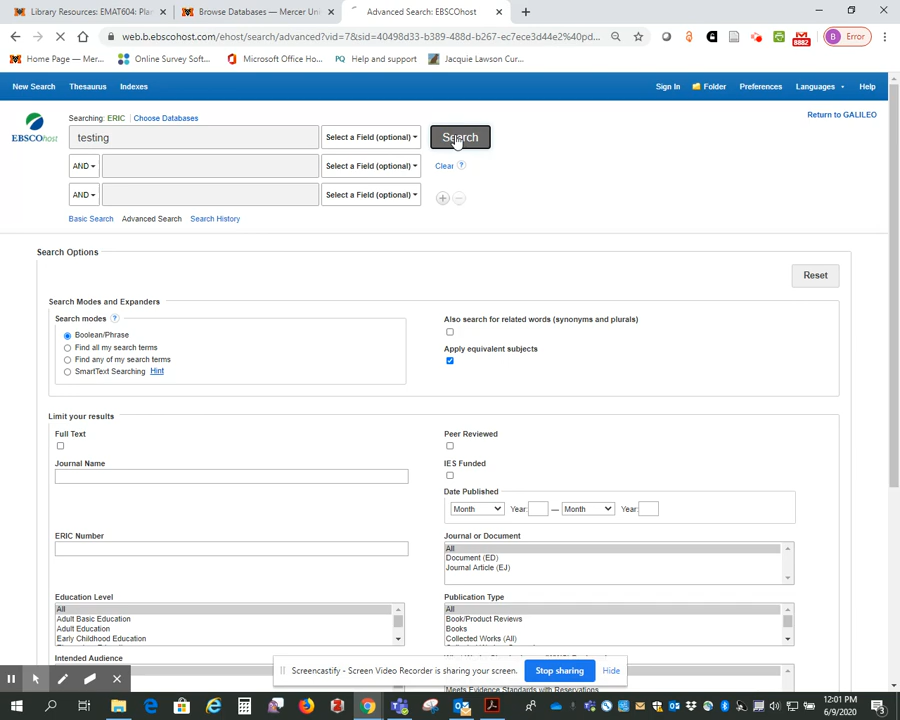 Library Resources: EMAT604: Pla
Browse Databases — Mercer Uni
Advanced Search: EBSCOhost
web.b.ebscohost.com/ehost/search/advanced?vid=7&sid=40498d33-b389-488d-b267-ec7ece3d44e2%40pd...
8882
B Error
Home Page — Mer...
Online Survey Soft...
Microsoft Office Ho...
PQ Help and support
Jacquie Lawson Cur...
New Search Thesaurus Indexes
Sign In Folder Preferences Languages Help
EBSCOhost
Searching: ERIC | Choose Databases
Return to GALILEO
testing Select a Field (optional) Search
AND Select a Field (optional) Clear ?
AND Select a Field (optional)
Basic Search Advanced Search Search History
Search Options
Reset
Search Modes and Expanders
Search modes ?
Boolean/Phrase
Find all my search terms
Find any of my search terms
SmartText Searching Hint
Also search for related words (synonyms and plurals)
Apply equivalent subjects
Limit your results
Full Text
Peer Reviewed
Journal Name
IES Funded
Date Published
Month Year: — Month Year:
ERIC Number
Journal or Document
All
Document (ED)
Journal Article (EJ)
Education Level
All
Adult Basic Education
Adult Education
Early Childhood Education
Publication Type
All
Book/Product Reviews
Books
Collected Works (All)
Intended Audience
Screencastify - Screen Video Recorder is sharing your screen. Stop sharing Hide
Meets Evidence Standards with Reservations
12:01 PM
6/9/2020